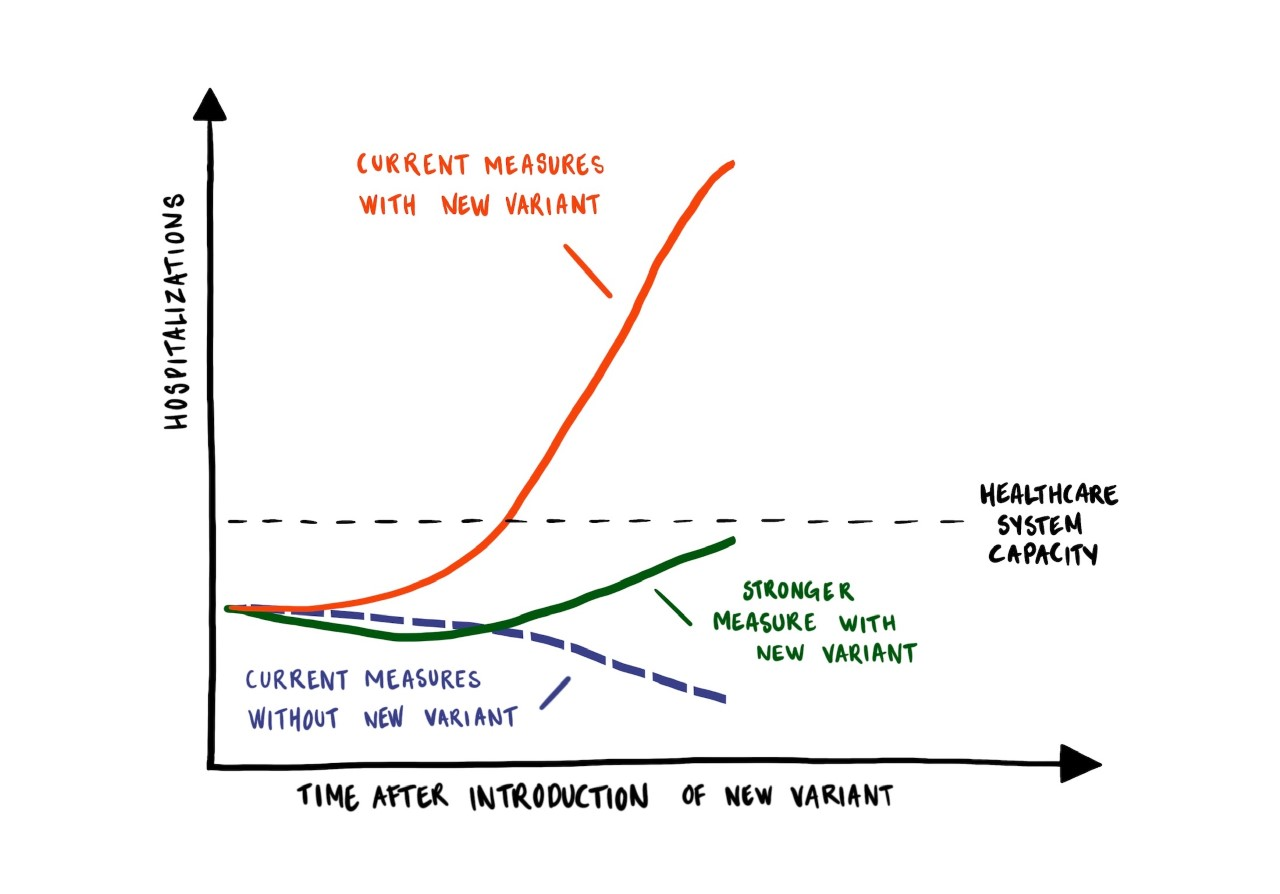 CURRENT MEASURES
WITH NEW VARIANT
HOSPITALIZATIONS
HEALTHCARE
SYSTEM
CAPACITY
STRONGER
MEASURE WITH
NEW VARIANT
CURRENT MEASURES
WITHOUT NEW VARIANT
TIME AFTER INTRODUCTION OF NEW VARIANT